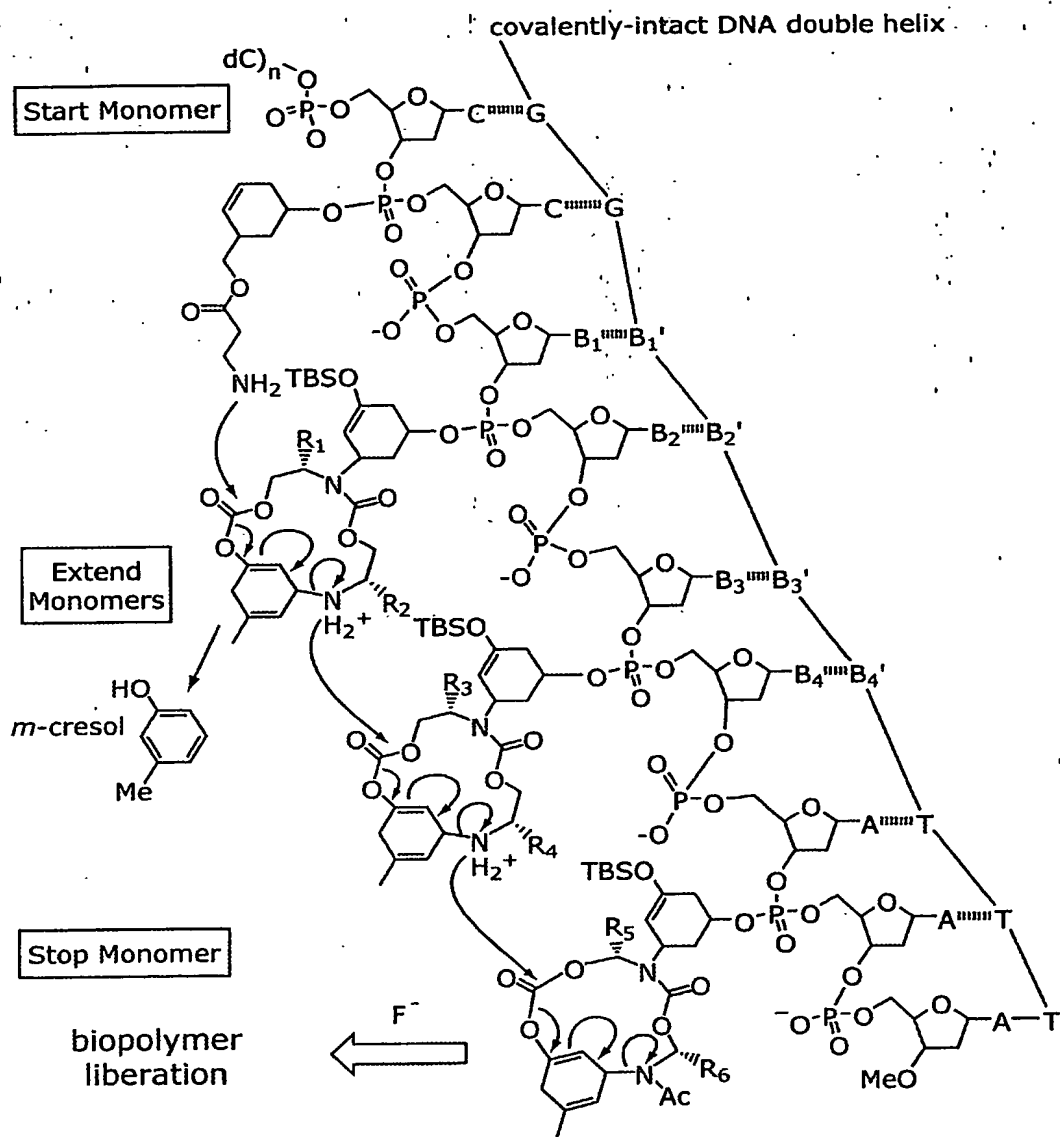 covalently-intact DNA double helix
dC)n
O
O=P-O
O
O
C G
Start Monomer
O
O P O
O
O
C G
O
O
O
O=P-O
-O
O
B1 B1'
NH2
TBSO
O
O P O
O
O
B2 B2'
R1
O
O
N
O
O
O
O
O
O=P-O
-O
O
B3 B3'
Extend
Monomers
N
H2+
R2
TBSO
O
O P O
O
O
B4 B4'
HO
m-cresol
Me
R3
O
O
N
O
O
O
O
O
O=P-O
-O
O
A T
N
H2+
R4
TBSO
O
O P O
O
O
A T
Stop Monomer
R5
O
O
N
O
O
O
O
O
-O-P-O
O
A T
MeO
F-
biopolymer
liberation
N
Ac
R6